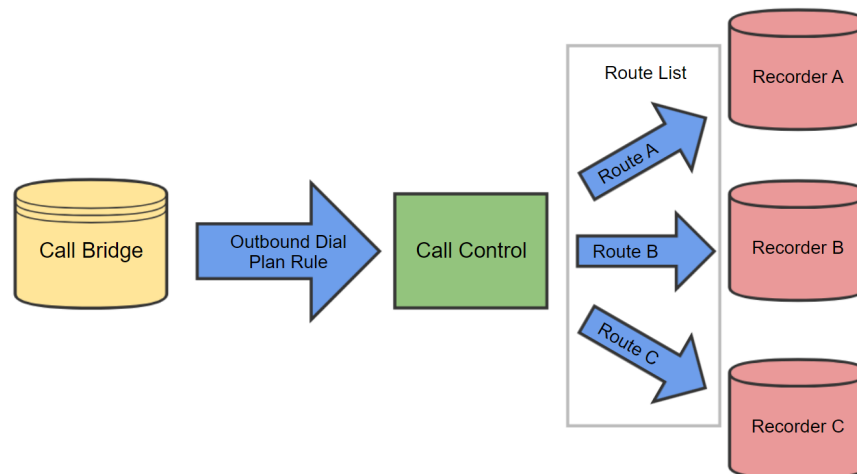 Call Bridge
Outbound Dial
Plan Rule
Call Control
Route List
Route A
Route B
Route C
Recorder A
Recorder B
Recorder C